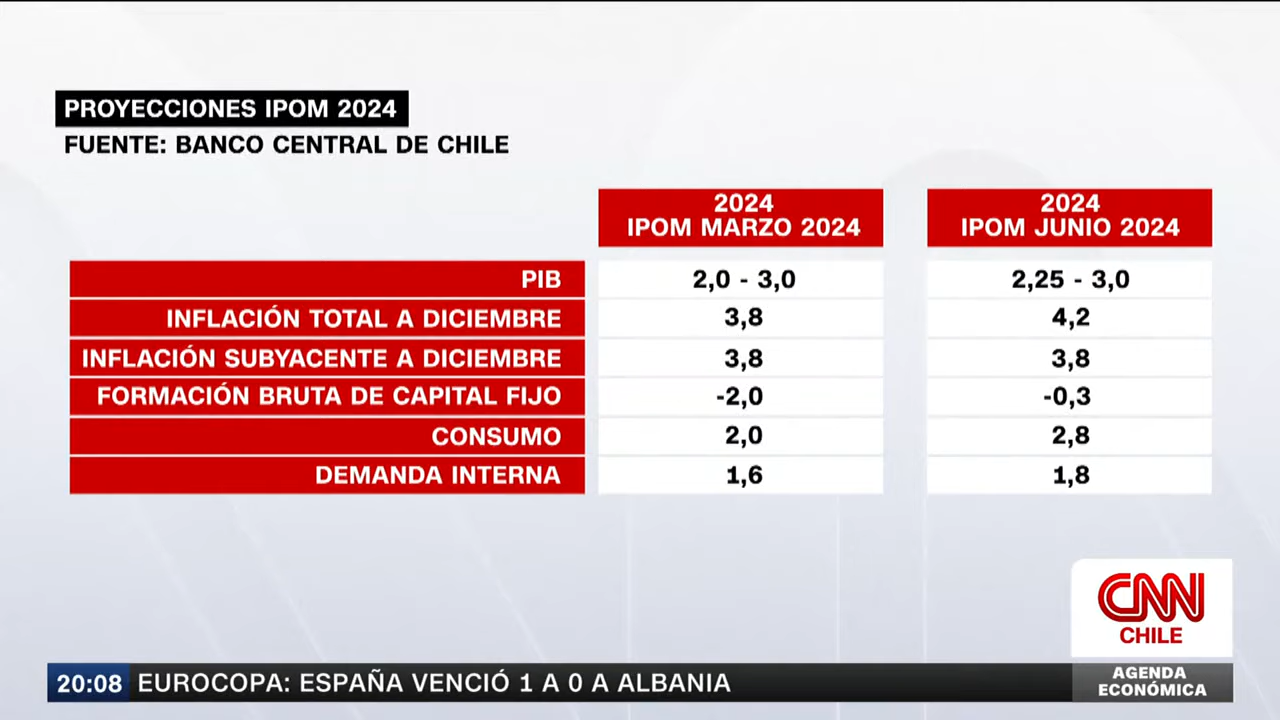 PROYECCIONES IPOM 2024
FUENTE: BANCO CENTRAL DE CHILE
2024
IPOM MARZO 2024
2024
IPOM JUNIO 2024
PIB 2,0 - 3,0 2,25 - 3,0
INFLACIÓN TOTAL A DICIEMBRE 3,8 4,2
INFLACIÓN SUBYACENTE A DICIEMBRE 3,8 3,8
FORMACIÓN BRUTA DE CAPITAL FIJO -2,0 -0,3
CONSUMO 2,0 2,8
DEMANDA INTERNA 1,6 1,8
CNN
CHILE
20:08 EUROCOPA: ESPAÑA VENCIÓ 1 A 0 A ALBANIA
AGENDA
ECONÓMICA